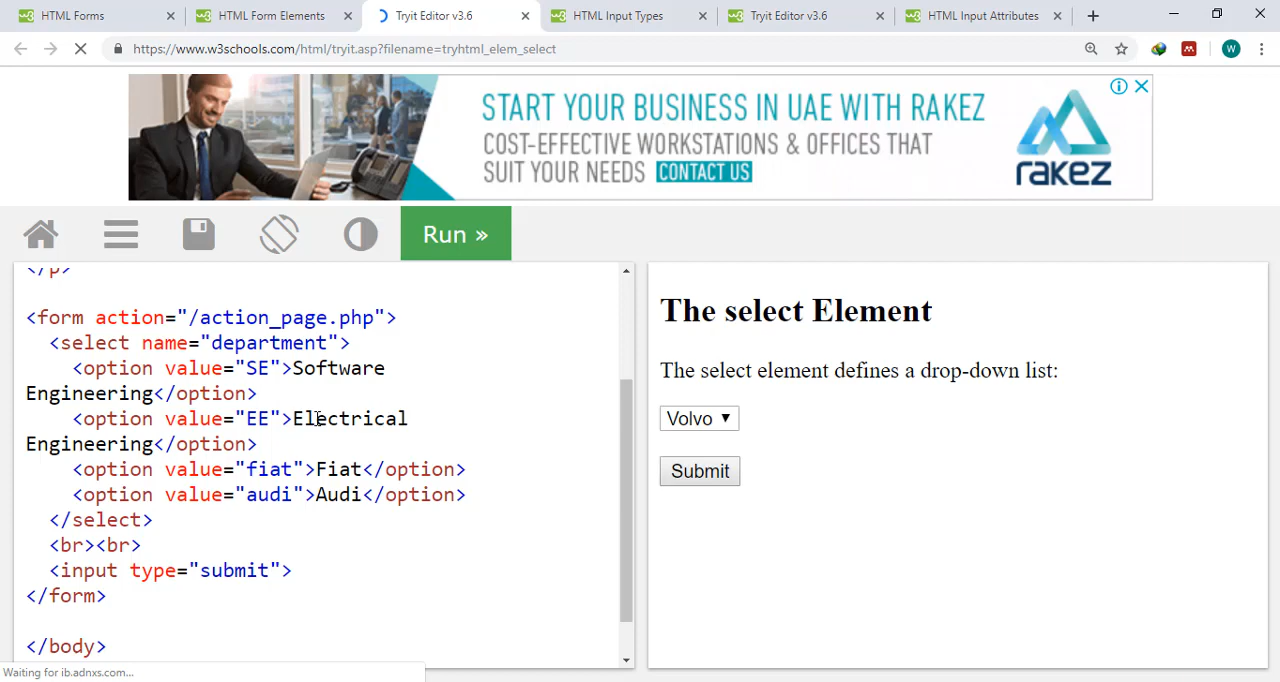 HTML Forms
HTML Form Elements
Tryit Editor v3.6
HTML Input Types
Tryit Editor v3.6
HTML Input Attributes
https://www.w3schools.com/html/tryit.asp?filename=tryhtml_elem_select
W
START YOUR BUSINESS IN UAE WITH RAKEZ
COST-EFFECTIVE WORKSTATIONS & OFFICES THAT
SUIT YOUR NEEDS CONTACT US
rakez
Run »
</p>
<form action="/action_page.php">
<select name="department">
<option value="SE">Software
Engineering</option>
<option value="EE">Electrical
Engineering</option>
<option value="fiat">Fiat</option>
<option value="audi">Audi</option>
</select>
<br><br>
<input type="submit">
</form>
</body>
The select Element
The select element defines a drop-down list:
Volvo
Submit
Waiting for ib.adnxs.com...